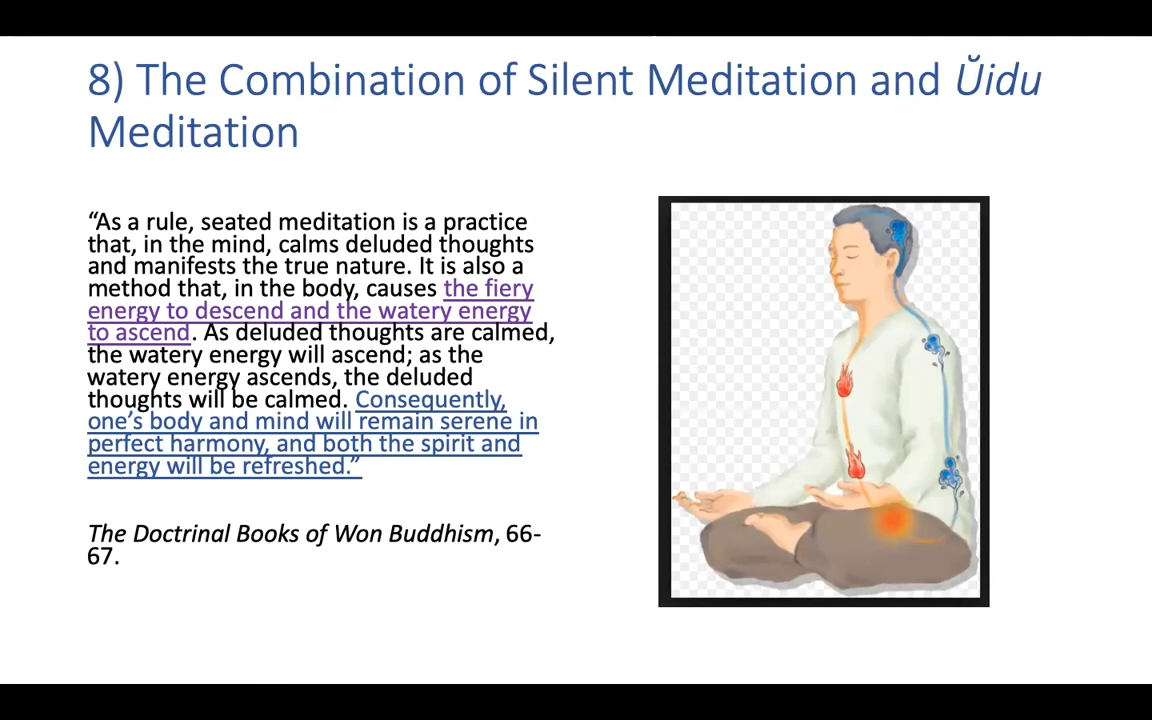 8) The Combination of Silent Meditation and Ŭidu
Meditation
“As a rule, seated meditation is a practice
that, in the mind, calms deluded thoughts
and manifests the true nature. It is also a
method that, in the body, causes the fiery
energy to descend and the watery energy
to ascend. As deluded thoughts are calmed,
the watery energy will ascend; as the
watery energy ascends, the deluded
thoughts will be calmed. Consequently,
one’s body and mind will remain serene in
perfect harmony, and both the spirit and
energy will be refreshed.”
The Doctrinal Books of Won Buddhism, 66-
67.